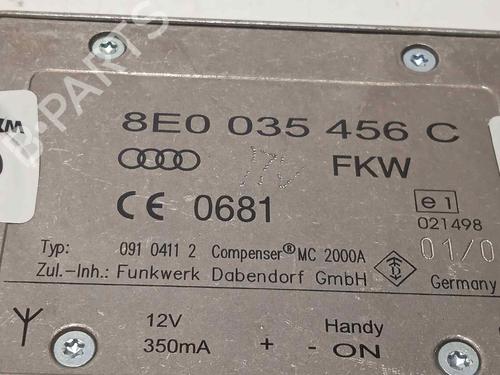 8E0 035 456 C
FKW
CE 0681
e1
021498
01/0
Typ: 091 0411 2 Compenser® MC 2000A
Zul.-Inh.: Funkwerk Dabendorf GmbH
Germany
12V
350mA + - Handy ON
B-PARTS